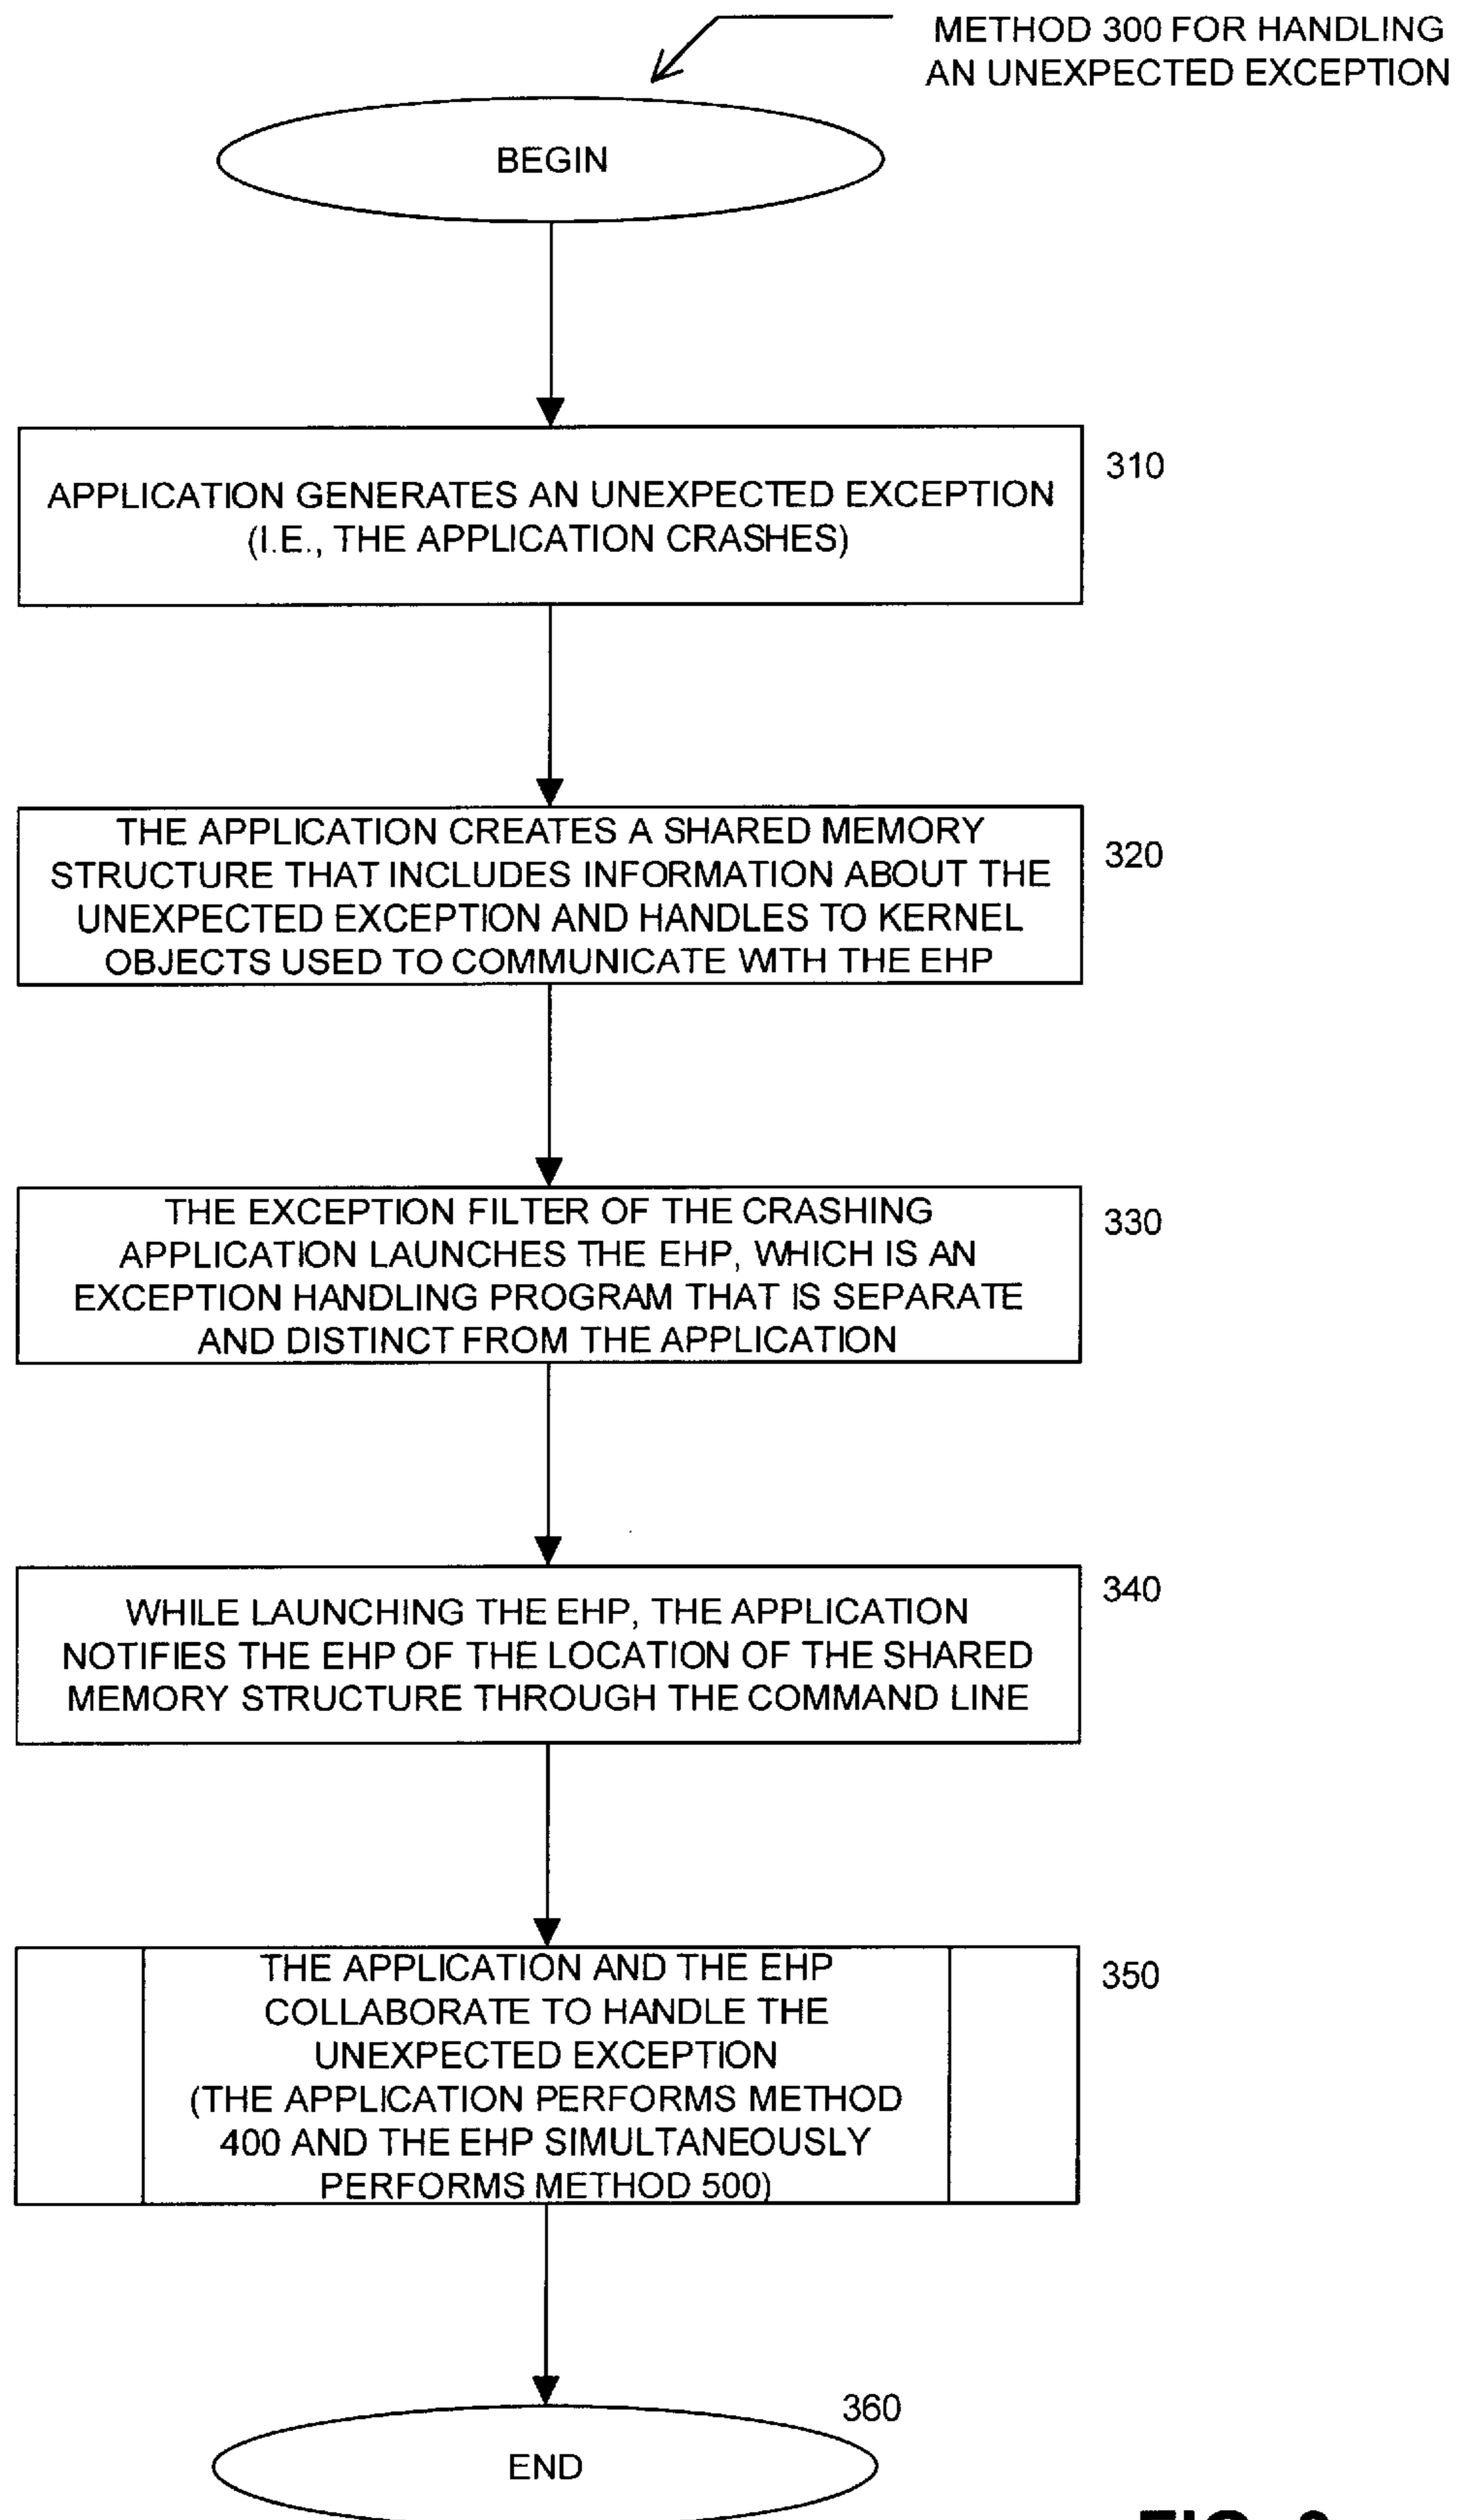 METHOD 300 FOR HANDLING
AN UNEXPECTED EXCEPTION
BEGIN
310
APPLICATION GENERATES AN UNEXPECTED EXCEPTION
(I.E., THE APPLICATION CRASHES)
320
THE APPLICATION CREATES A SHARED MEMORY
STRUCTURE THAT INCLUDES INFORMATION ABOUT THE
UNEXPECTED EXCEPTION AND HANDLES TO KERNEL
OBJECTS USED TO COMMUNICATE WITH THE EHP
330
THE EXCEPTION FILTER OF THE CRASHING
APPLICATION LAUNCHES THE EHP, WHICH IS AN
EXCEPTION HANDLING PROGRAM THAT IS SEPARATE
AND DISTINCT FROM THE APPLICATION
340
WHILE LAUNCHING THE EHP, THE APPLICATION
NOTIFIES THE EHP OF THE LOCATION OF THE SHARED
MEMORY STRUCTURE THROUGH THE COMMAND LINE
350
THE APPLICATION AND THE EHP
COLLABORATE TO HANDLE THE
UNEXPECTED EXCEPTION
(THE APPLICATION PERFORMS METHOD
400 AND THE EHP SIMULTANEOUSLY
PERFORMS METHOD 500)
360
END